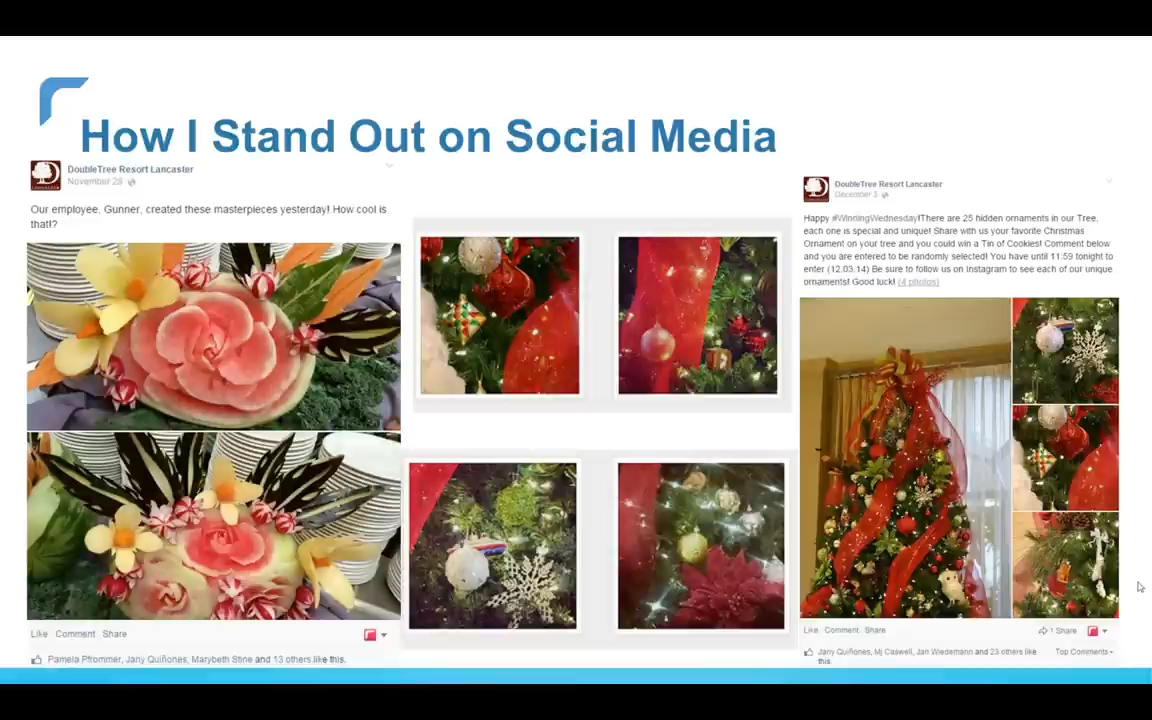 How I Stand Out on Social Media
DoubleTree Resort Lancaster
November 28
Our employee, Gunner, created these masterpieces yesterday! How cool is
that!?
Like Comment Share
Pamela Pfrommer, Jany Quiñones, Marybeth Stine and 13 others like this.
DoubleTree Resort Lancaster
December 3
Happy #WinningWednesday!There are 25 hidden ornaments in our Tree,
each one is special and unique! Share with us your favorite Christmas
Ornament on your tree and you could win a Tin of Cookies! Comment below
and you are entered to be randomly selected! You have until 11:59 tonight to
enter (12.03.14) Be sure to follow us on Instagram to see each of our unique
ornaments! Good luck! (4 photos)
Like Comment Share
1 Share
Jany Quiñones, Mj Caswell, Jan Wiedemann and 23 others like
this.
Top Comments